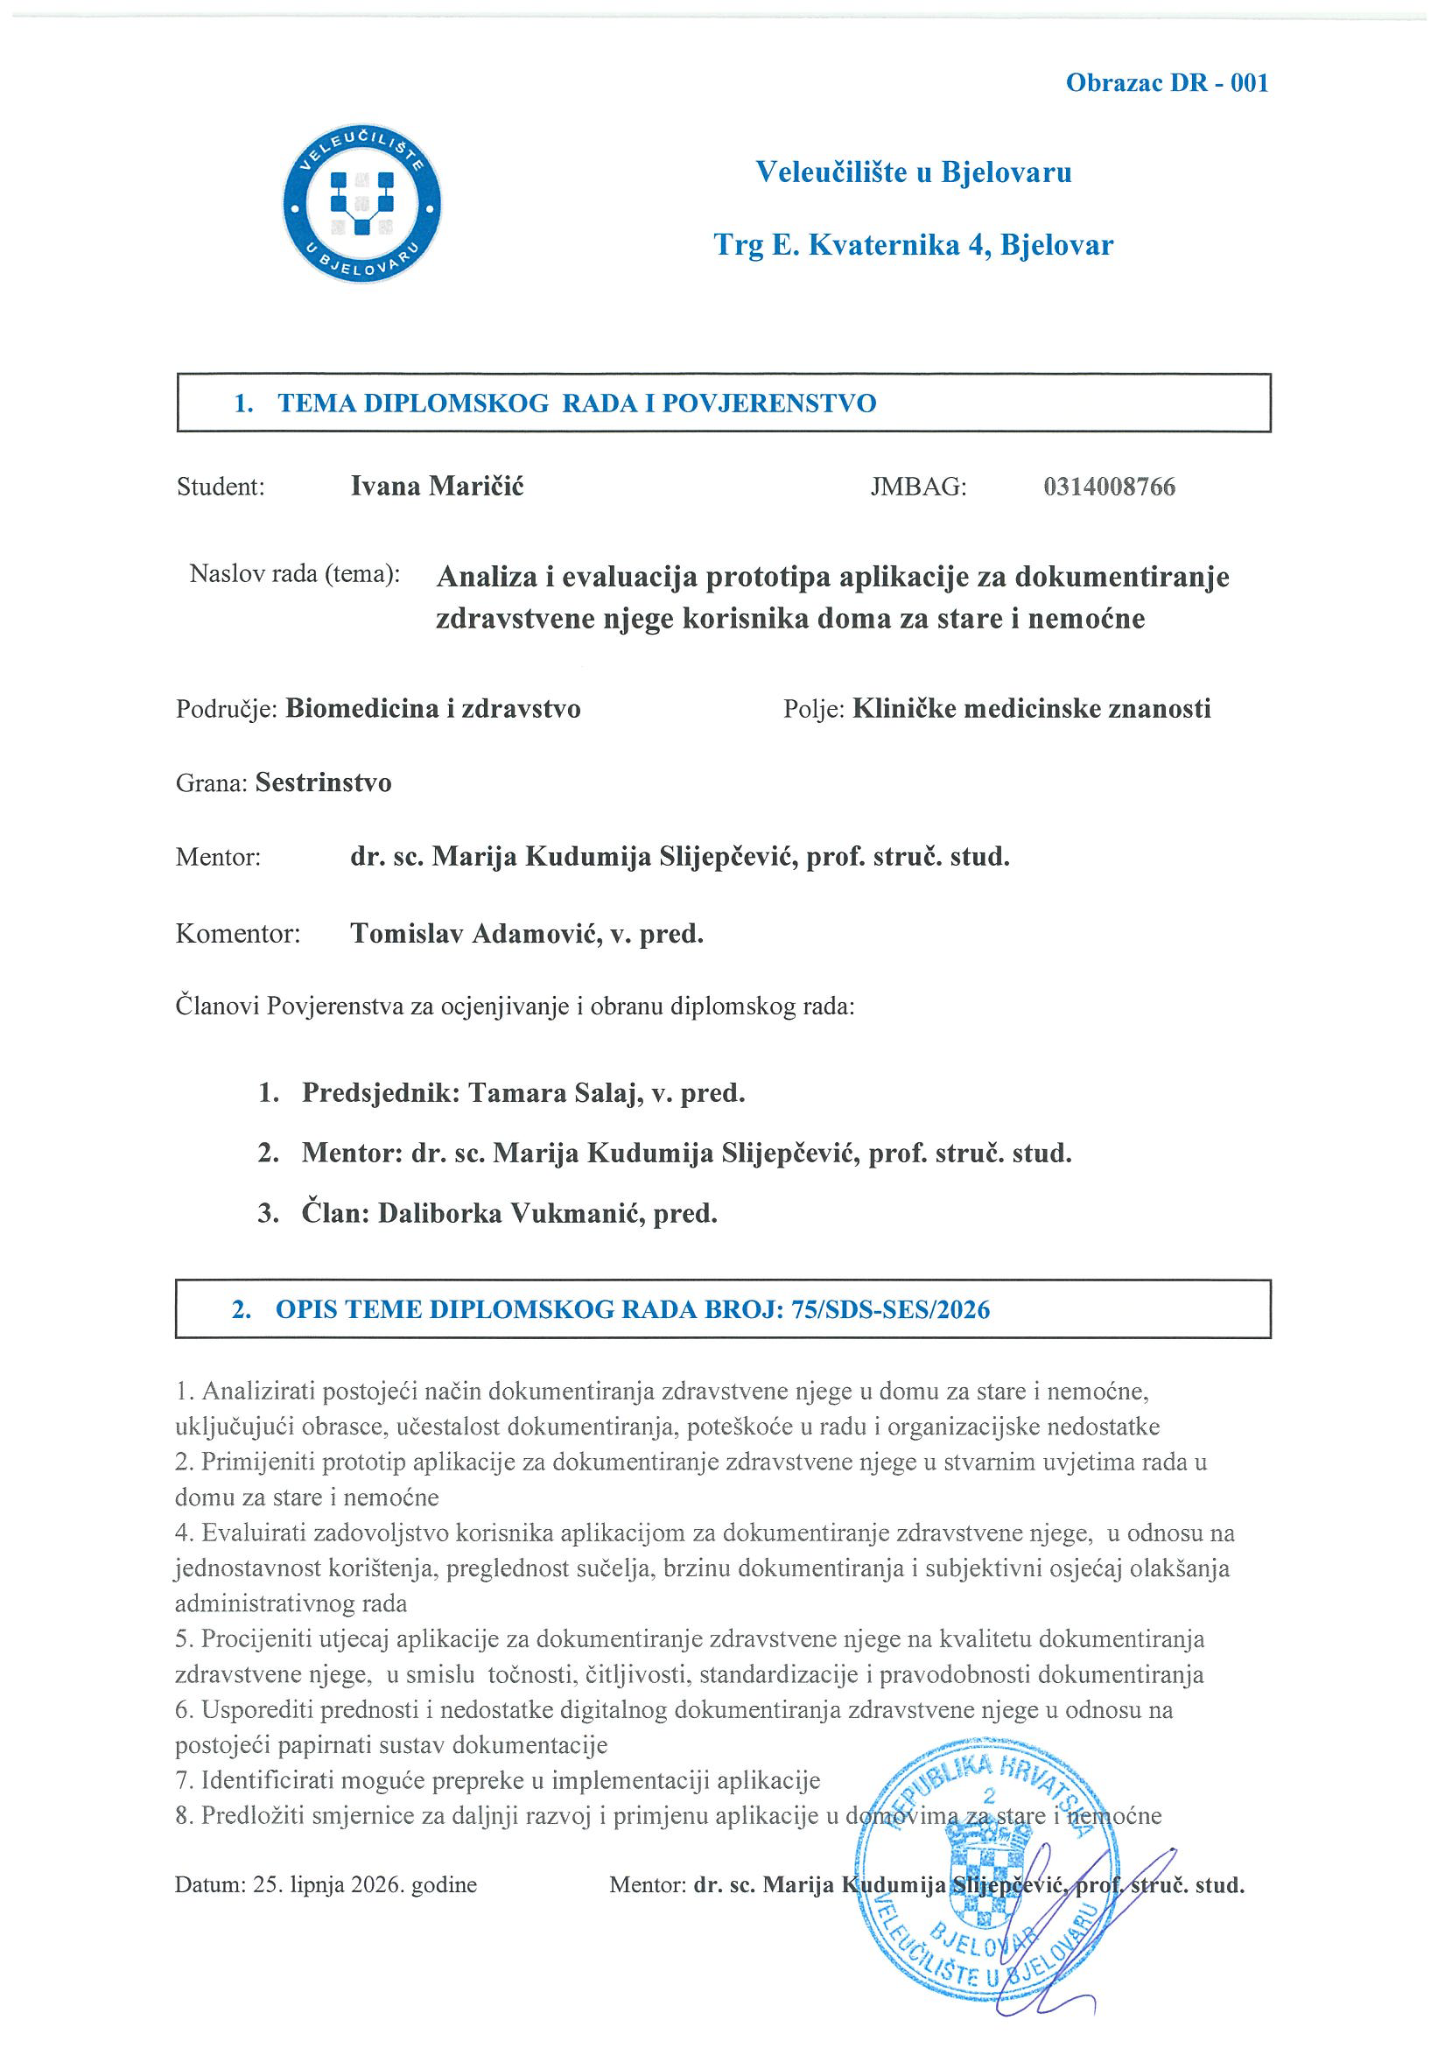 Obrazac DR - 001
VELEUČILIŠTE
U BJELOVARU
Veleučilište u Bjelovaru
Trg E. Kvaternika 4, Bjelovar
1. TEMA DIPLOMSKOG RADA I POVJERENSTVO
Student: Ivana Maričić JMBAG: 0314008766
Naslov rada (tema): Analiza i evaluacija prototipa aplikacije za dokumentiranje
zdravstvene njege korisnika doma za stare i nemoćne
Područje: Biomedicina i zdravstvo Polje: Kliničke medicinske znanosti
Grana: Sestrinstvo
Mentor: dr. sc. Marija Kudumija Slijepčević, prof. struč. stud.
Komentor: Tomislav Adamović, v. pred.
Članovi Povjerenstva za ocjenjivanje i obranu diplomskog rada:
1. Predsjednik: Tamara Salaj, v. pred.
2. Mentor: dr. sc. Marija Kudumija Slijepčević, prof. struč. stud.
3. Član: Daliborka Vukmanić, pred.
2. OPIS TEME DIPLOMSKOG RADA BROJ: 75/SDS-SES/2026
1. Analizirati postojeći način dokumentiranja zdravstvene njege u domu za stare i nemoćne,
uključujući obrasce, učestalost dokumentiranja, poteškoće u radu i organizacijske nedostatke
2. Primijeniti prototip aplikacije za dokumentiranje zdravstvene njege u stvarnim uvjetima rada u
domu za stare i nemoćne
4. Evaluirati zadovoljstvo korisnika aplikacijom za dokumentiranje zdravstvene njege, u odnosu na
jednostavnost korištenja, preglednost sučelja, brzinu dokumentiranja i subjektivni osjećaj olakšanja
administrativnog rada
5. Procijeniti utjecaj aplikacije za dokumentiranje zdravstvene njege na kvalitetu dokumentiranja
zdravstvene njege, u smislu točnosti, čitljivosti, standardizacije i pravodobnosti dokumentiranja
6. Usporediti prednosti i nedostatke digitalnog dokumentiranja zdravstvene njege u odnosu na
postojeći papirnati sustav dokumentacije
7. Identificirati moguće prepreke u implementaciji aplikacije
8. Predložiti smjernice za daljnji razvoj i primjenu aplikacije u domovima za stare i nemoćne
Datum: 25. lipnja 2026. godine Mentor: dr. sc. Marija Kudumija Slijepčević, prof. struč. stud.
REPUBLIKA HRVATSKA
2
BJELOVAR
VELEUČILIŠTE U BJELOVARU